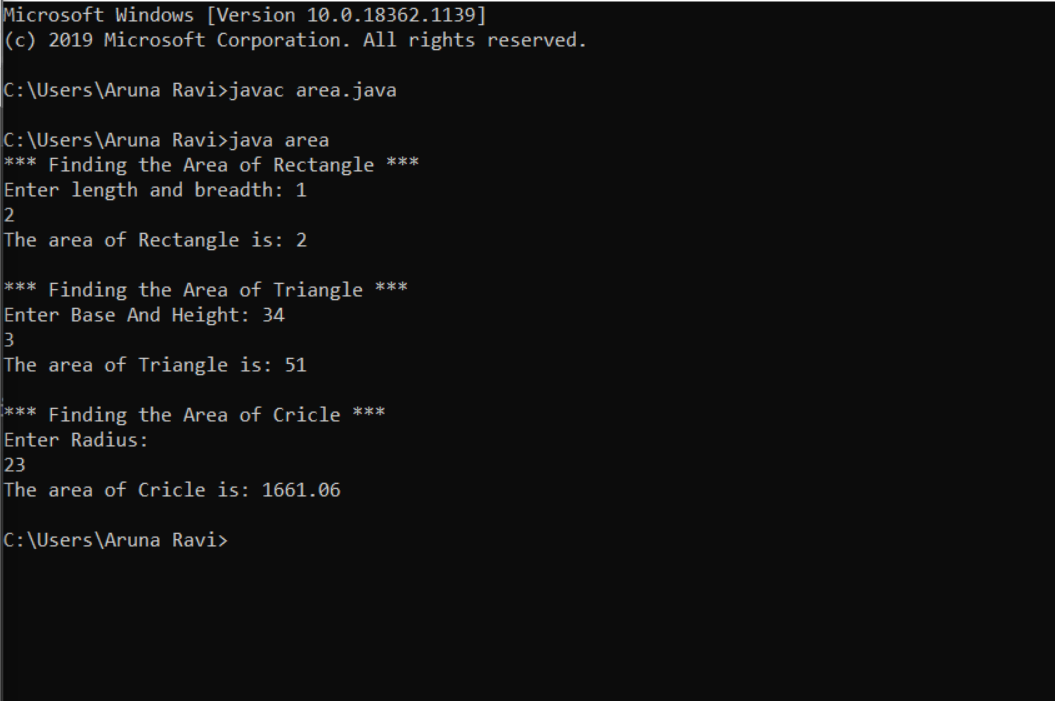 Microsoft Windows [Version 10.0.18362.1139]
(c) 2019 Microsoft Corporation. All rights reserved.
C:\Users\Aruna Ravi>javac area.java
C:\Users\Aruna Ravi>java area
*** Finding the Area of Rectangle ***
Enter length and breadth: 1
2
The area of Rectangle is: 2
*** Finding the Area of Triangle ***
Enter Base And Height: 34
3
The area of Triangle is: 51
*** Finding the Area of Cricle ***
Enter Radius:
23
The area of Cricle is: 1661.06
C:\Users\Aruna Ravi>